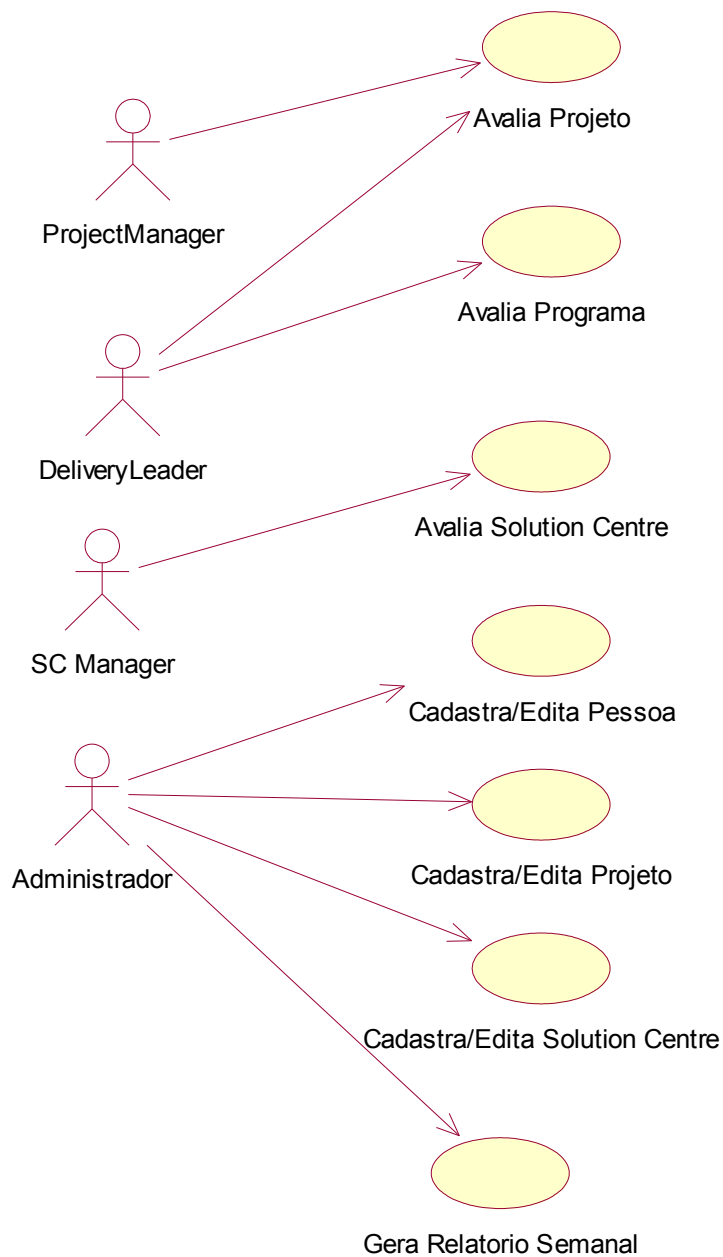 Avalia Projeto
ProjectManager
Avalia Programa
DeliveryLeader
Avalia Solution Centre
SC Manager
Cadastra/Edita Pessoa
Administrador
Cadastra/Edita Projeto
Cadastra/Edita Solution Centre
Gera Relatorio Semanal